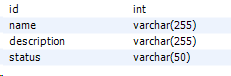 id int
name varchar(255)
description varchar(255)
status varchar(50)